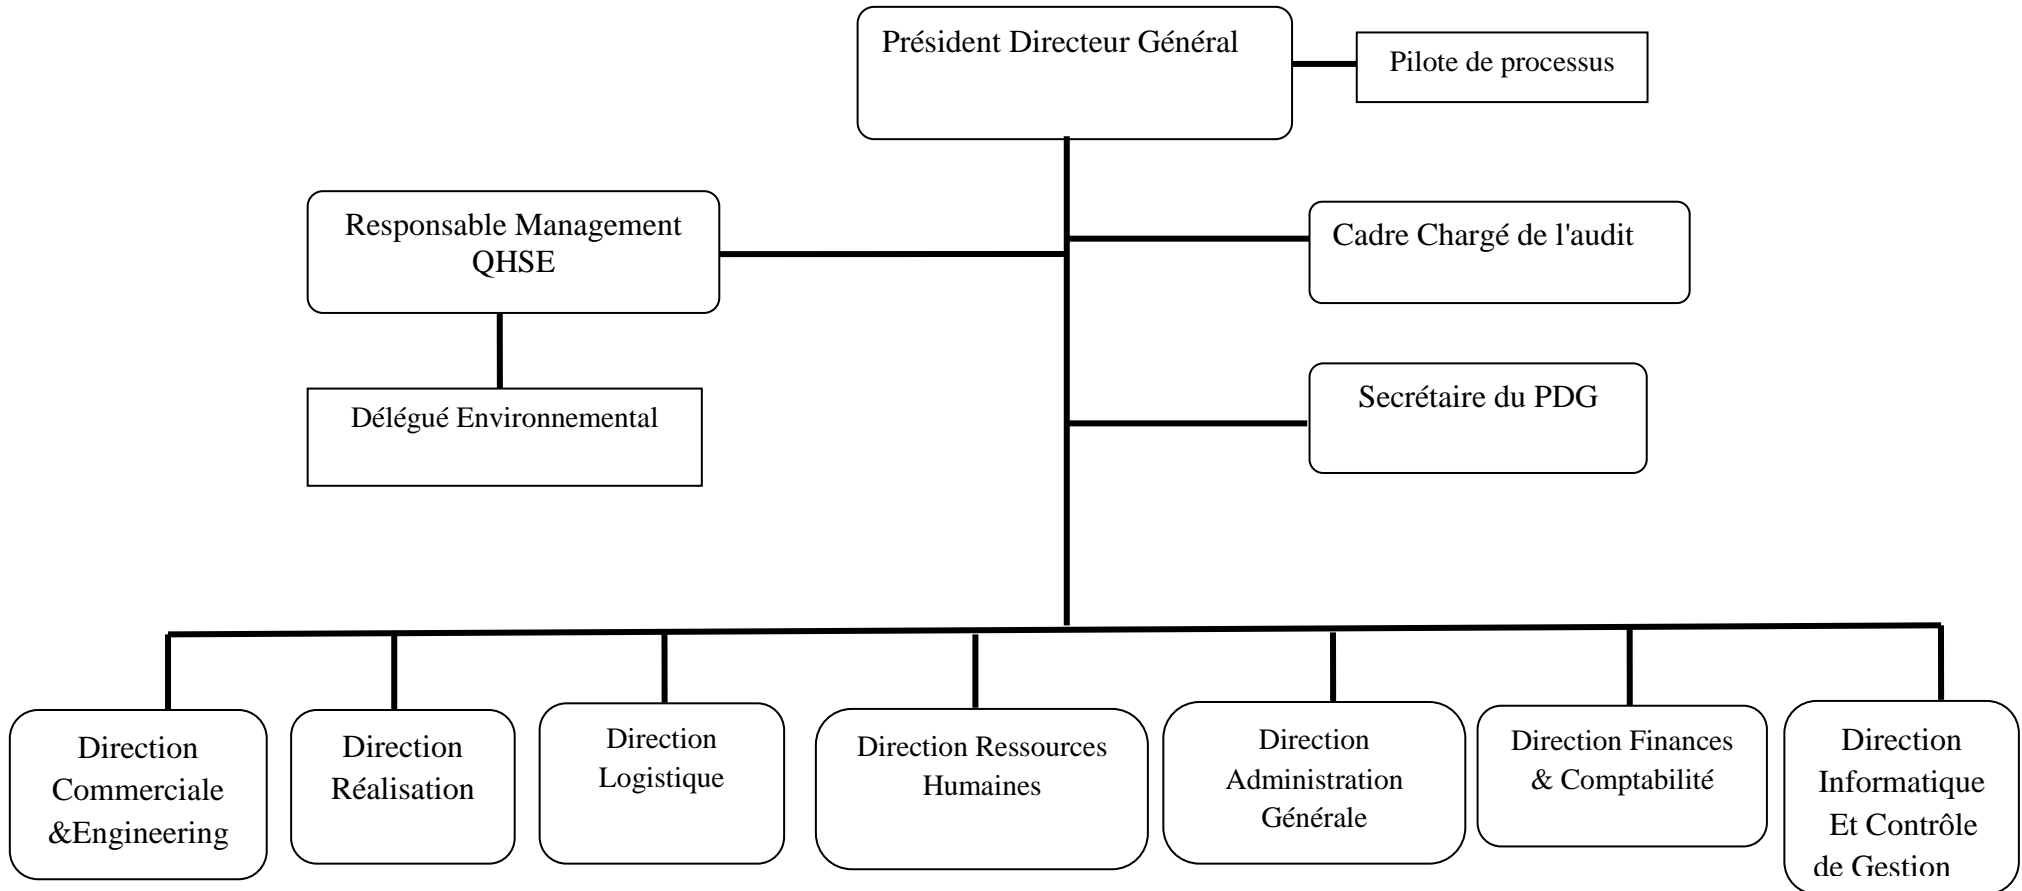 Président Directeur Général
Pilote de processus
Responsable Management
QHSE
Cadre Chargé de l'audit
Secrétaire du PDG
Délégué Environnemental
Direction
Commerciale
&Engineering
Direction
Réalisation
Direction
Logistique
Direction Ressources
Humaines
Direction
Administration
Générale
Direction Finances
& Comptabilité
Direction
Informatique
Et Contrôle
de Gestion